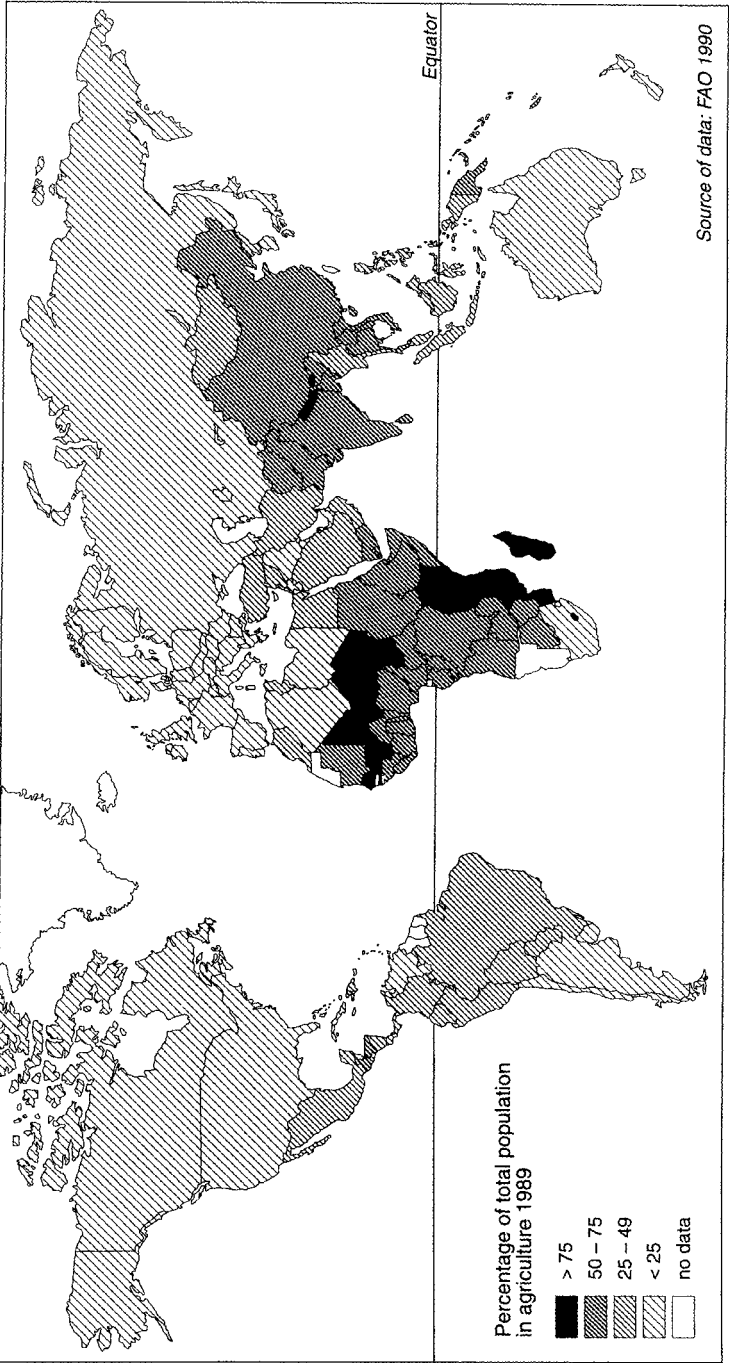 Equator
Percentage of total population
in agriculture 1989
> 75
50 – 75
25 – 49
< 25
no data
Source of data: FAO 1990